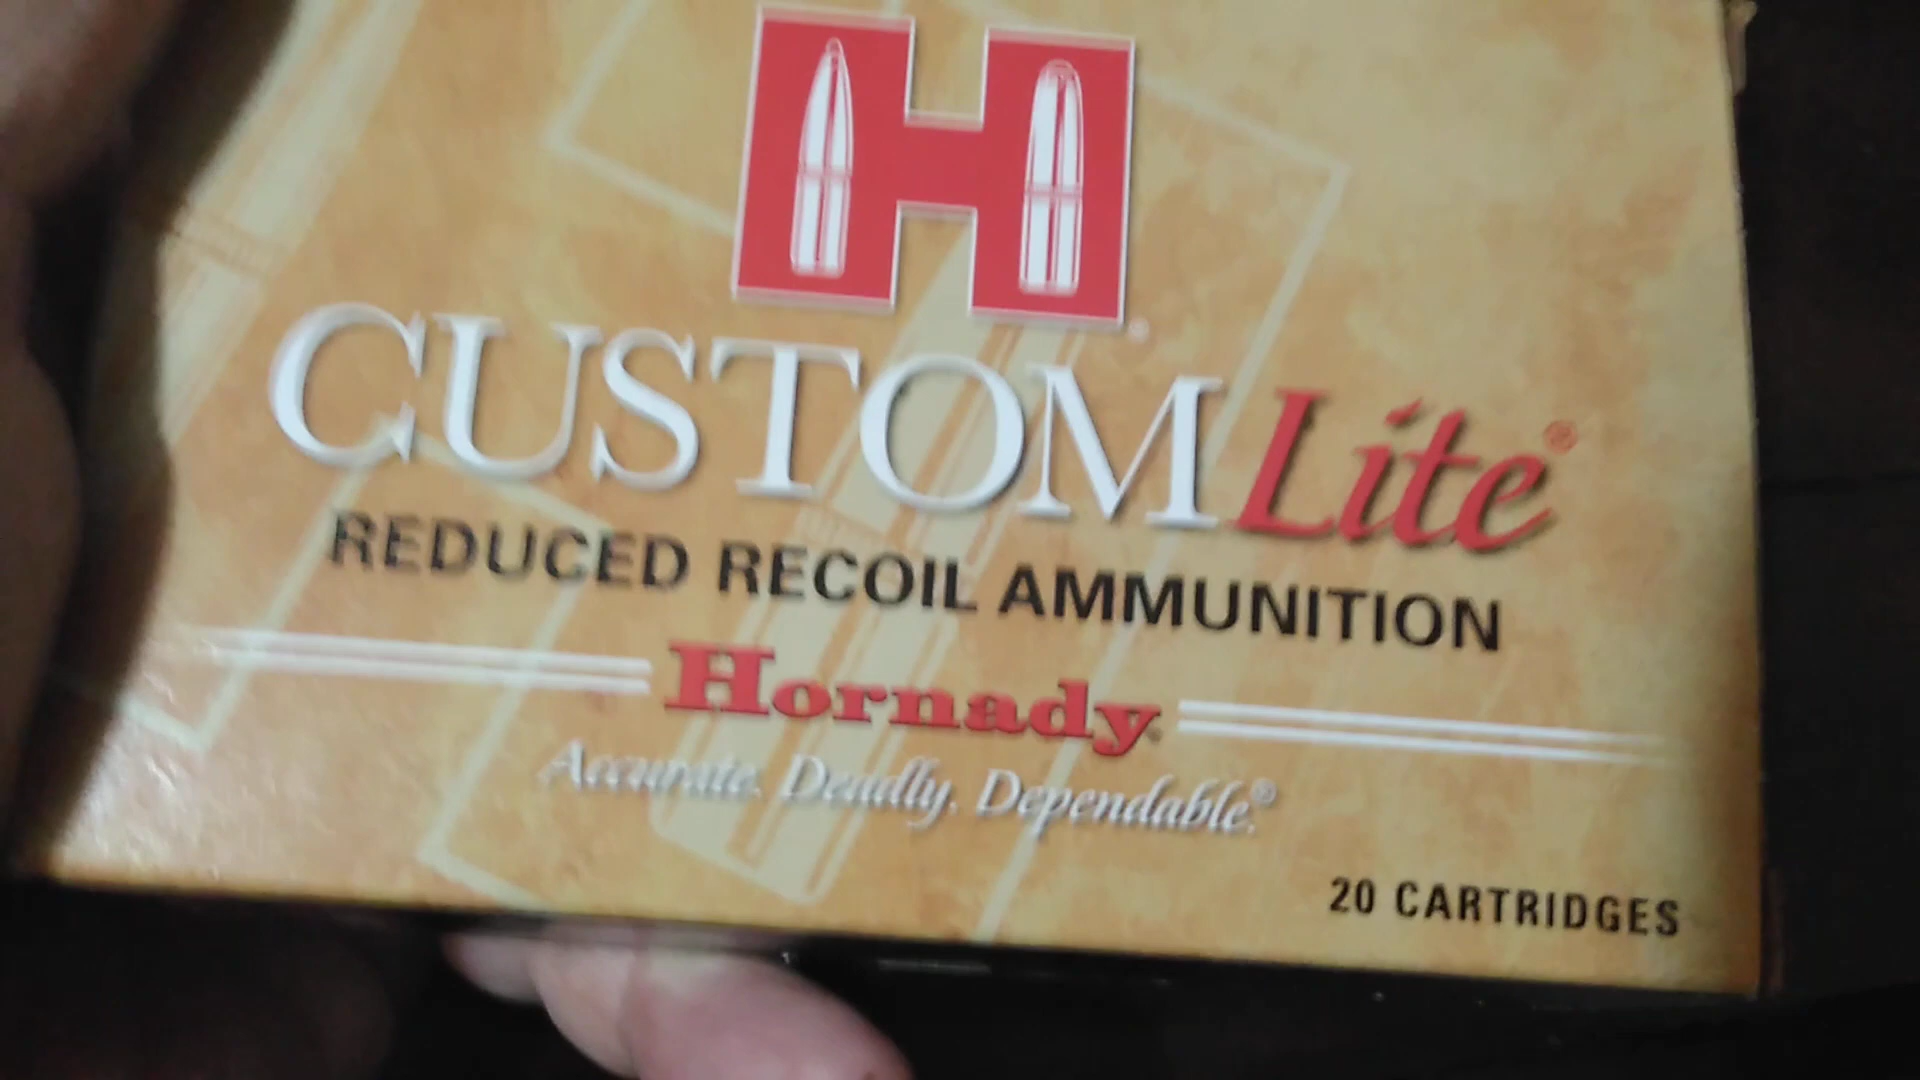 H
CUSTOM Lite®
REDUCED RECOIL AMMUNITION
Hornady
Accurate. Deadly. Dependable.®
20 CARTRIDGES